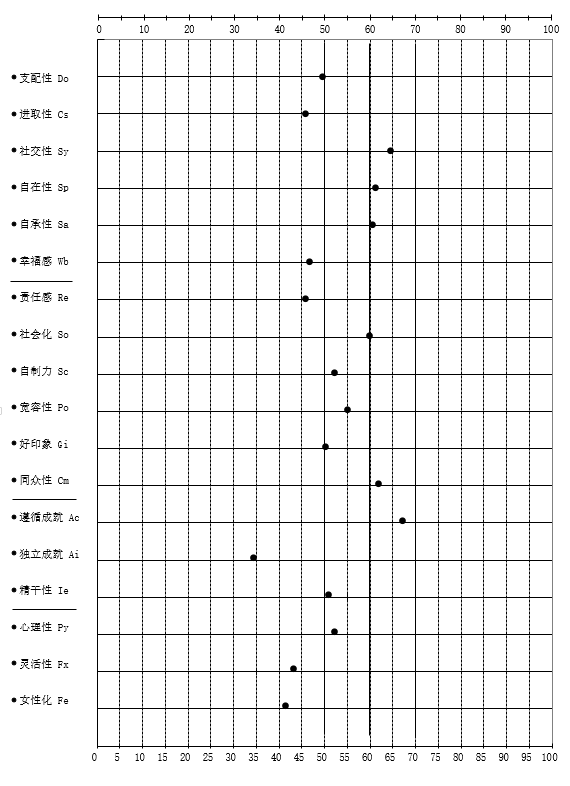 0 10 20 30 40 50 60 70 80 90 100
● 支配性 Do
● 进取性 Cs
● 社交性 Sy
● 自在性 Sp
● 自承性 Sa
● 幸福感 Wb
● 责任感 Re
● 社会化 So
● 自制力 Sc
● 宽容性 Po
● 好印象 Gi
● 同众性 Cm
● 遵循成就 Ac
● 独立成就 Ai
● 精干性 Ie
● 心理性 Py
● 灵活性 Fx
● 女性化 Fe
0 5 10 15 20 25 30 35 40 45 50 55 60 65 70 75 80 85 90 95 100